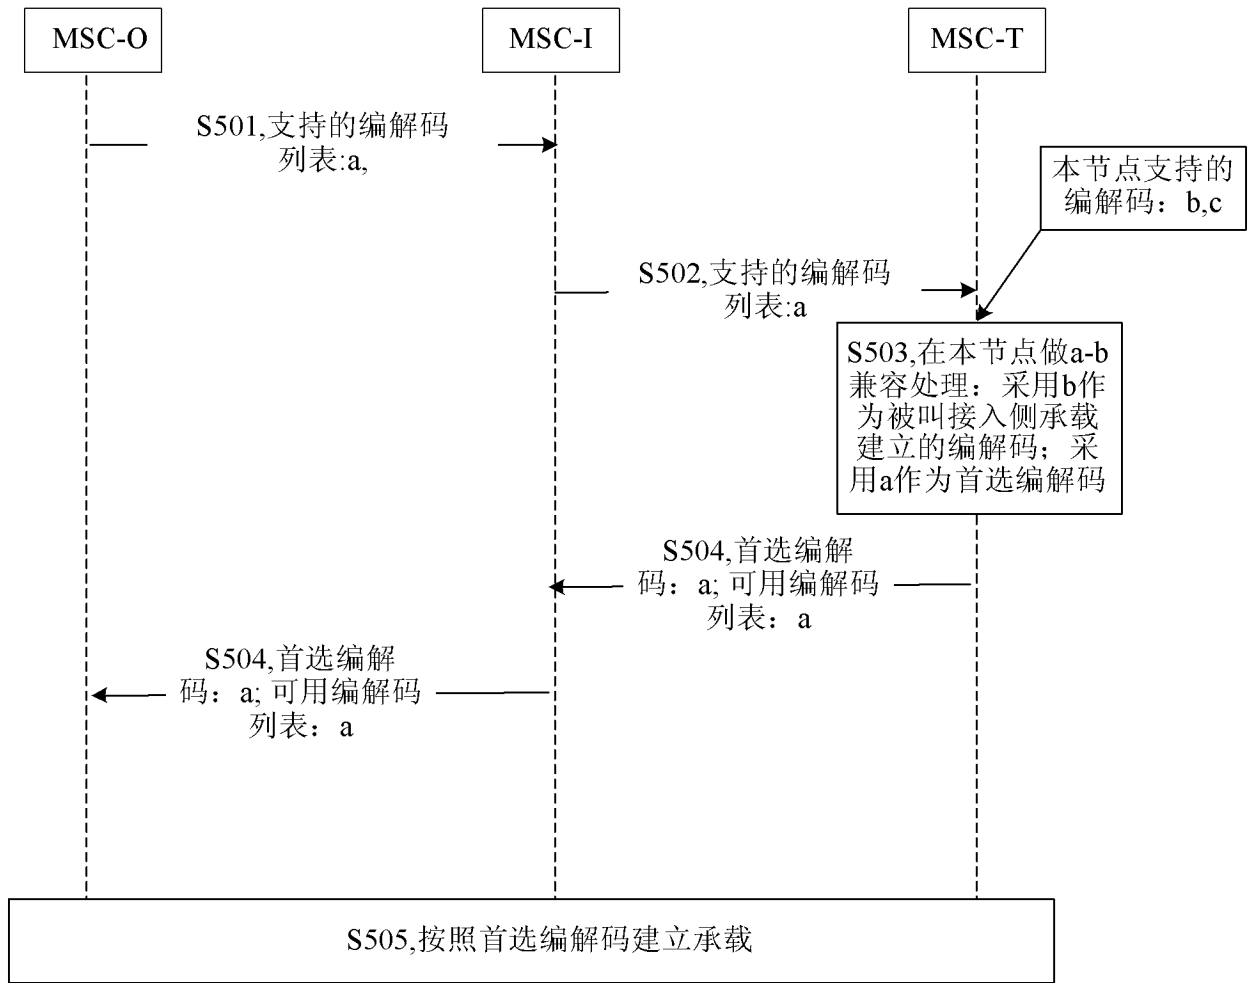 MSC-O
MSC-I
MSC-T
S501,支持的编解码
列表:a,
本节点支持的
编解码：b,c
S502,支持的编解码
列表:a
S503,在本节点做a-b
兼容处理：采用b作
为被叫接入侧承载
建立的编解码；采
用a作为首选编解码
S504,首选编解
码：a; 可用编解码
列表：a
S504,首选编解
码：a; 可用编解码
列表：a
S505,按照首选编解码建立承载